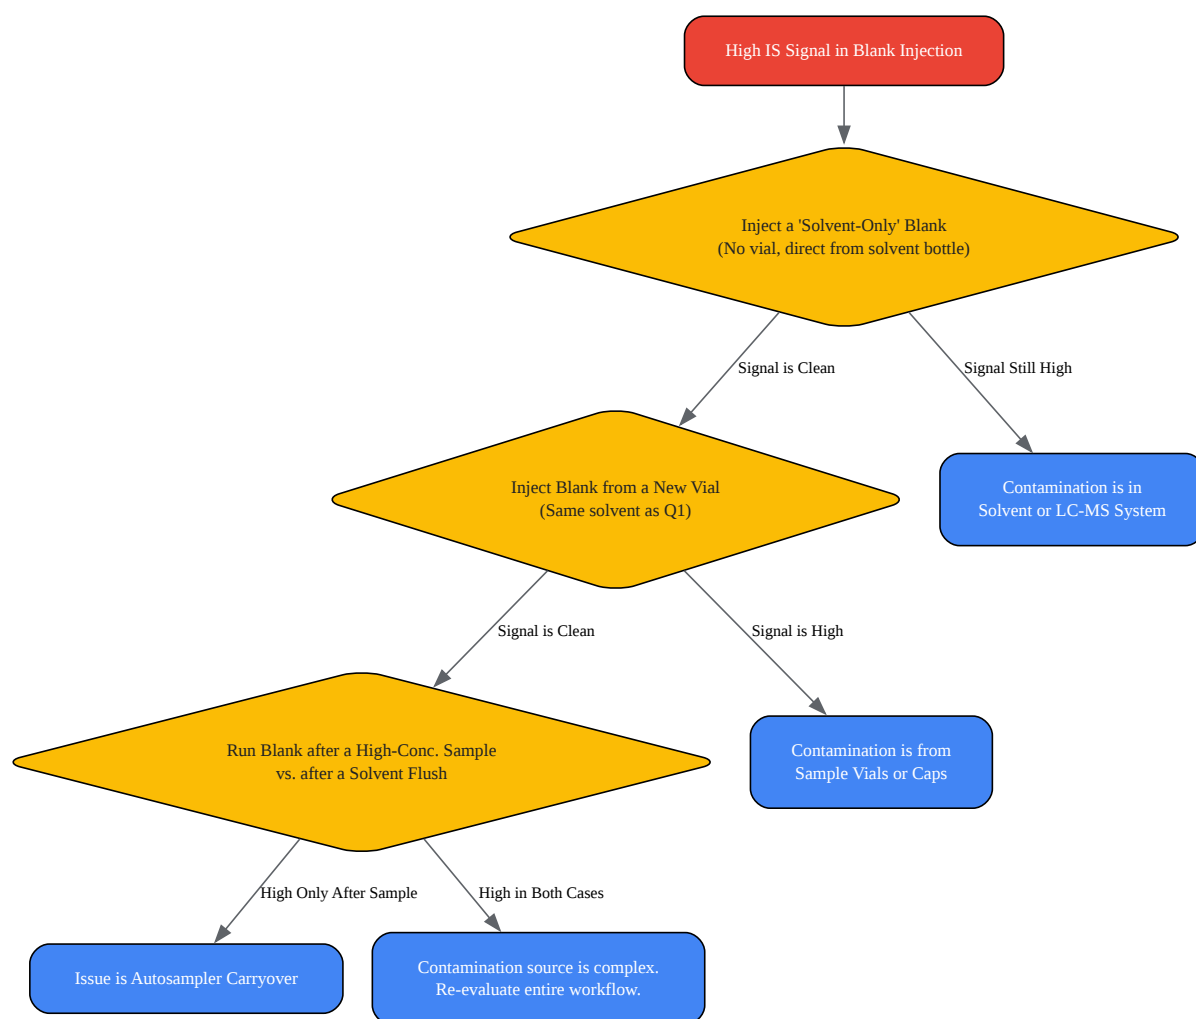 High IS Signal in Blank Injection
Inject a 'Solvent-Only' Blank
(No vial, direct from solvent bottle)
Signal is Clean
Signal Still High
Inject Blank from a New Vial
(Same solvent as Q1)
Contamination is in
Solvent or LC-MS System
Signal is Clean
Signal is High
Run Blank after a High-Conc. Sample
vs. after a Solvent Flush
Contamination is from
Sample Vials or Caps
High Only After Sample
High in Both Cases
Issue is Autosampler Carryover
Contamination source is complex.
Re-evaluate entire workflow.